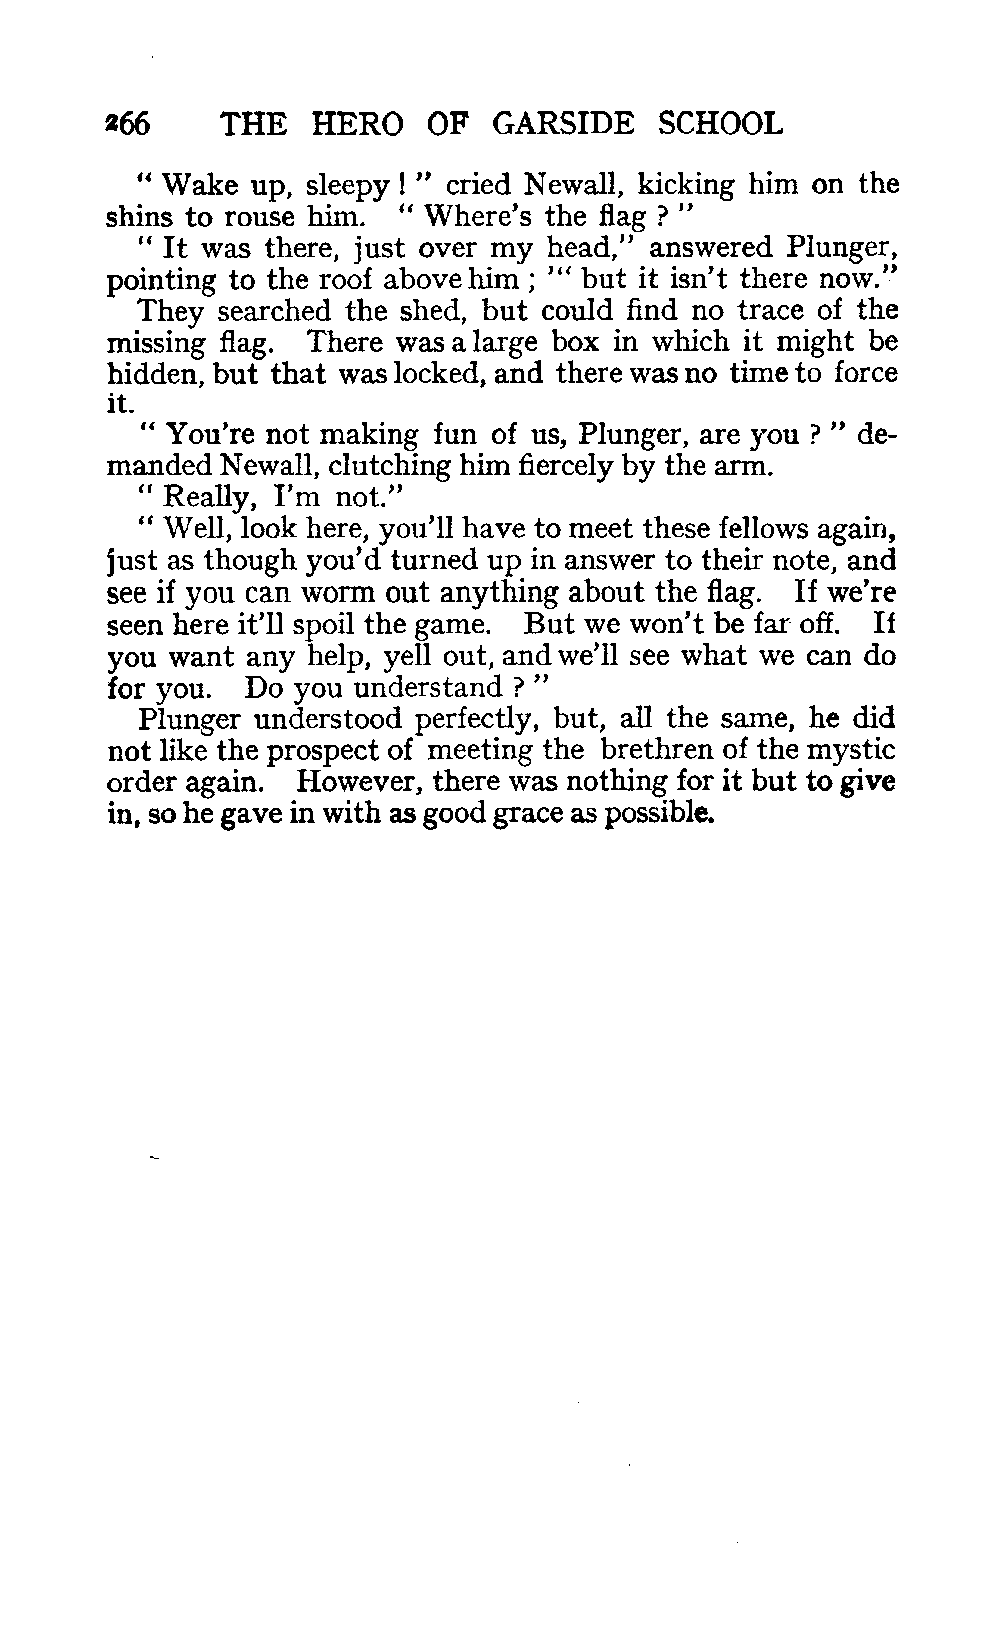 266 THE HERO OF GARSIDE SCHOOL
“ Wake up, sleepy ! ” cried Newall, kicking him on the
shins to rouse him. “ Where’s the flag ? ”
“ It was there, just over my head,” answered Plunger,
pointing to the roof above him ; ’“ but it isn’t there now.”
They searched the shed, but could find no trace of the
missing flag. There was a large box in which it might be
hidden, but that was locked, and there was no time to force
it.
“ You’re not making fun of us, Plunger, are you ? ” de-
manded Newall, clutching him fiercely by the arm.
“ Really, I’m not.”
“ Well, look here, you’ll have to meet these fellows again,
just as though you’d turned up in answer to their note, and
see if you can worm out anything about the flag. If we’re
seen here it’ll spoil the game. But we won’t be far off. If
you want any help, yell out, and we’ll see what we can do
for you. Do you understand ? ”
Plunger understood perfectly, but, all the same, he did
not like the prospect of meeting the brethren of the mystic
order again. However, there was nothing for it but to give
in, so he gave in with as good grace as possible.